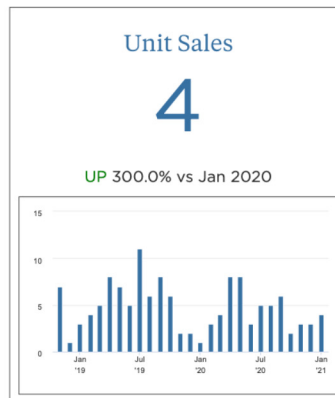 Unit Sales
4
UP 300.0% vs Jan 2020
15
10
5
0
Jan '19
Jul '19
Jan '20
Jul '20
Jan '21